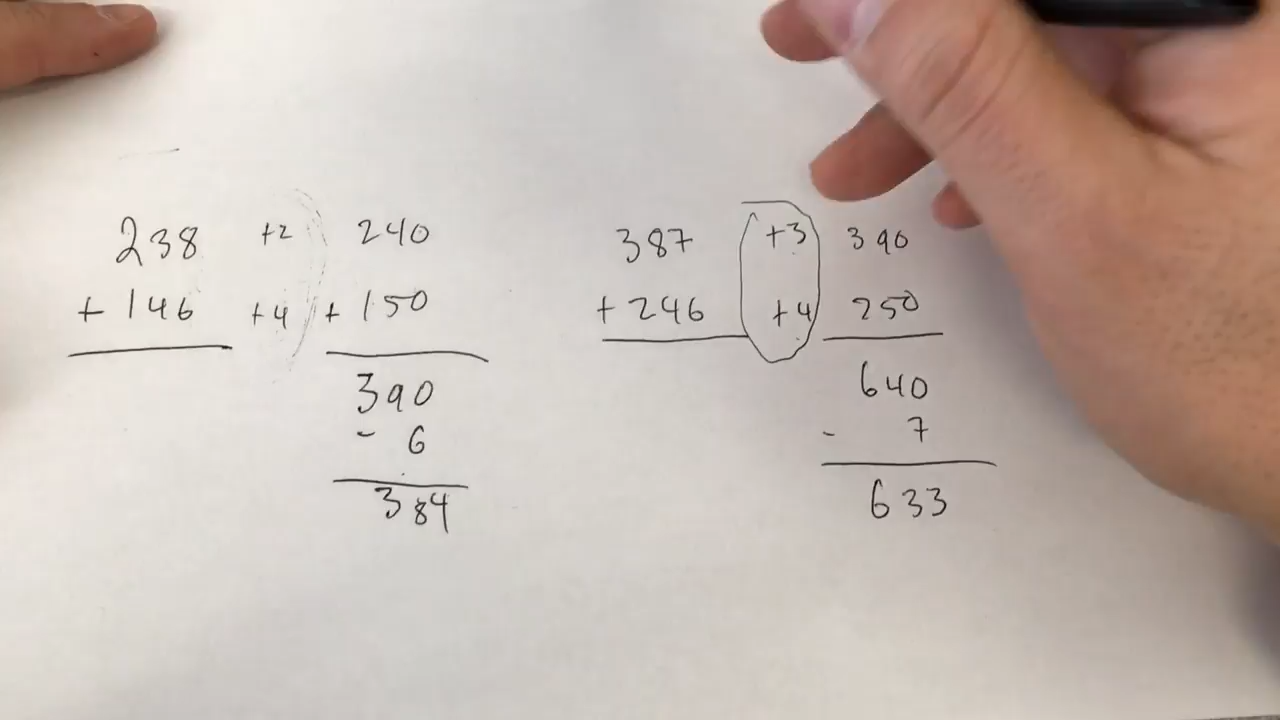 238 +2 240
+ 146 +4 + 150
390
- 6
384
387 +3 390
+ 246 +4 250
640
- 7
633